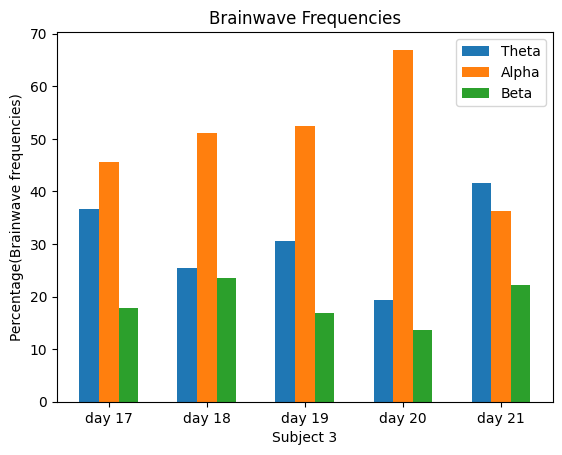 Brainwave Frequencies
Theta
Alpha
Beta
Percentage(Brainwave frequencies)
70
60
50
40
30
20
10
0
day 17 day 18 day 19 day 20 day 21
Subject 3